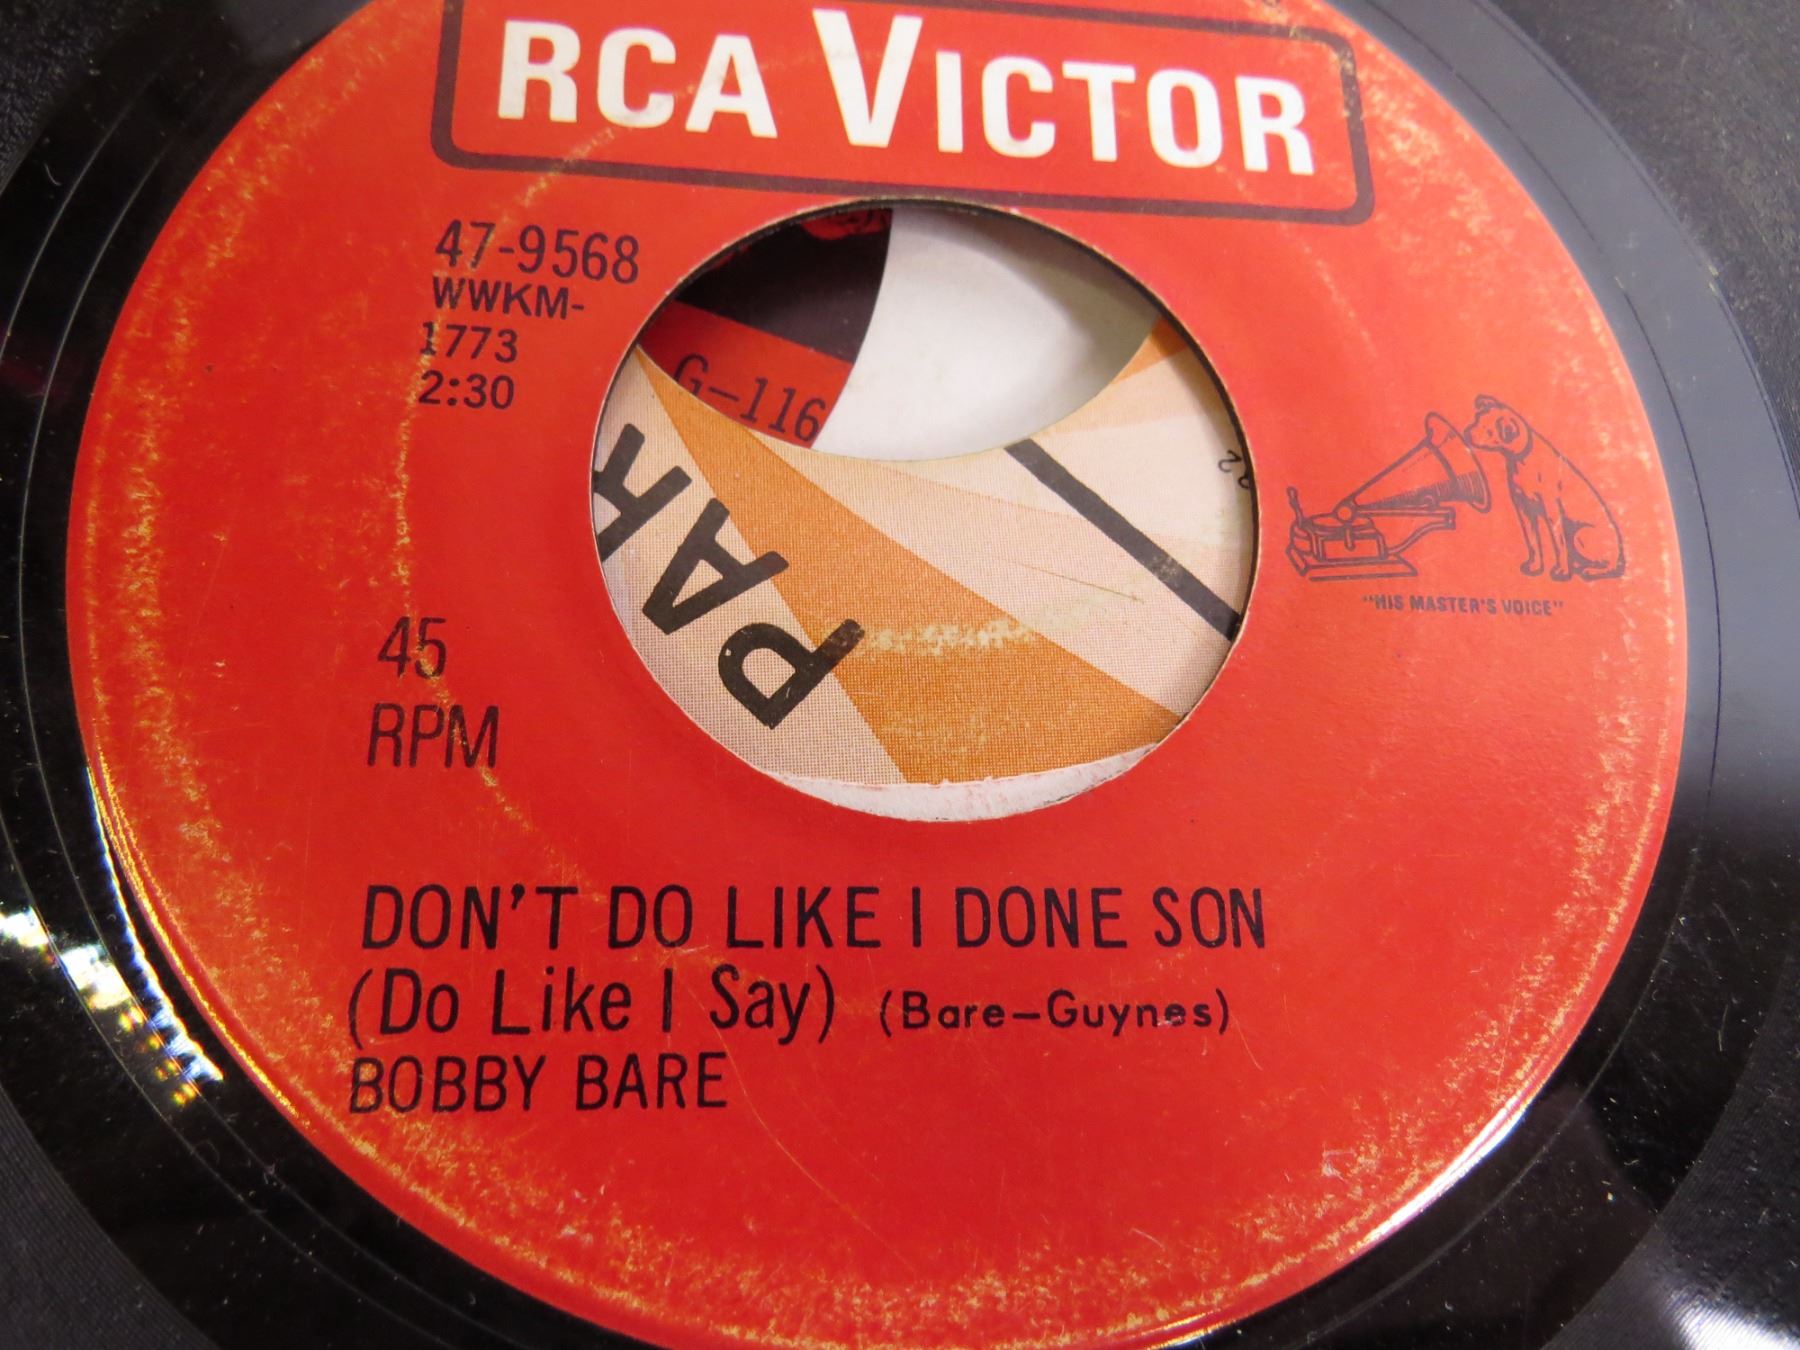 RCA VICTOR
47-9568
WWKM-
1773
2:30
G-116
PAR
"HIS MASTER'S VOICE"
45
RPM
DON'T DO LIKE I DONE SON
(Do Like I Say) (Bare-Guynes)
BOBBY BARE